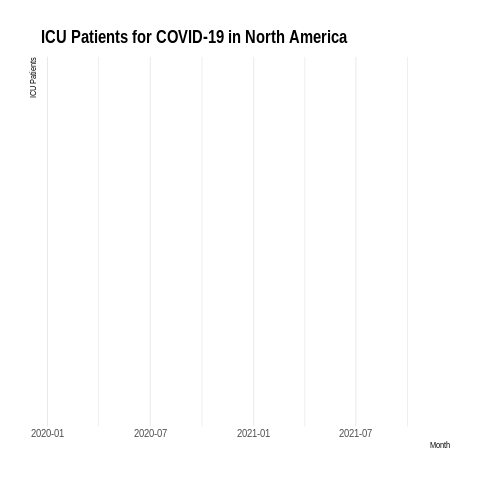 ICU Patients for COVID-19 in North America
ICU Patients
2020-01 2020-07 2021-01 2021-07
Month